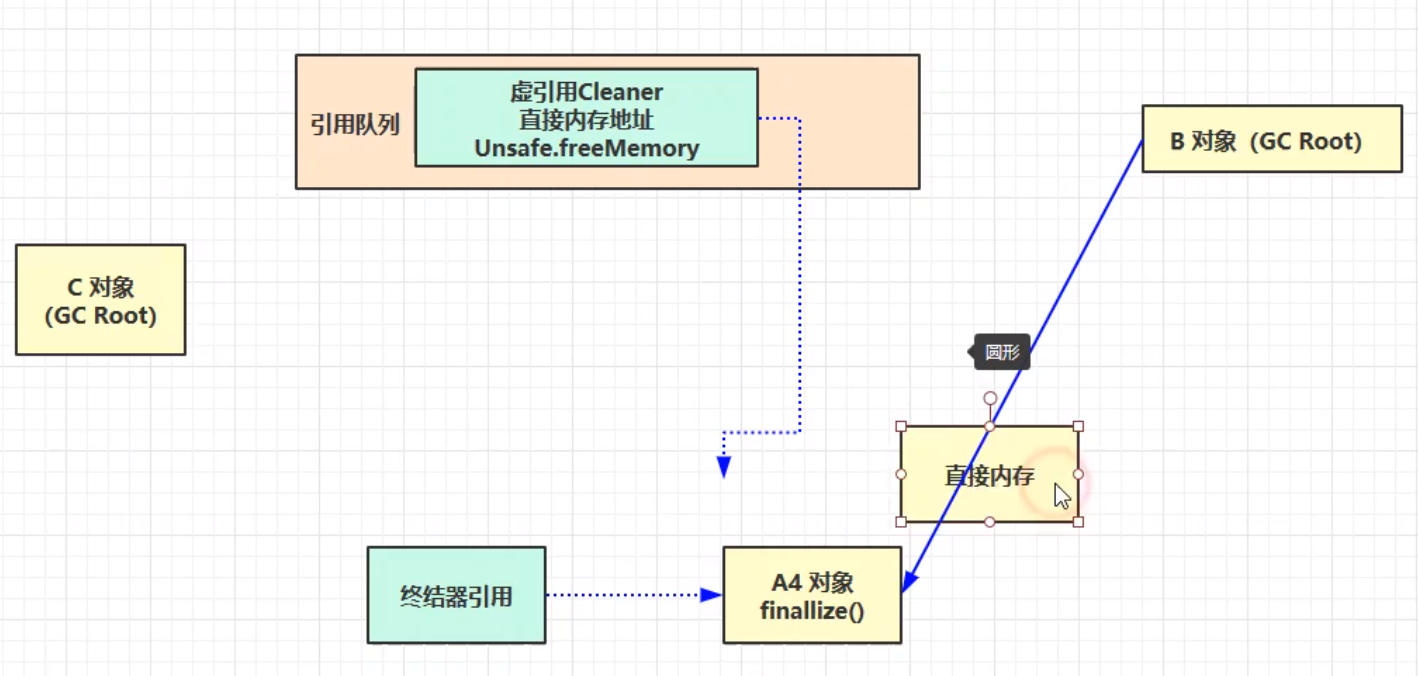 引用队列
虚引用Cleaner
直接内存地址
Unsafe.freeMemory
B 对象（GC Root）
C 对象
(GC Root)
圆形
直接内存
终结器引用
A4 对象
finallize()